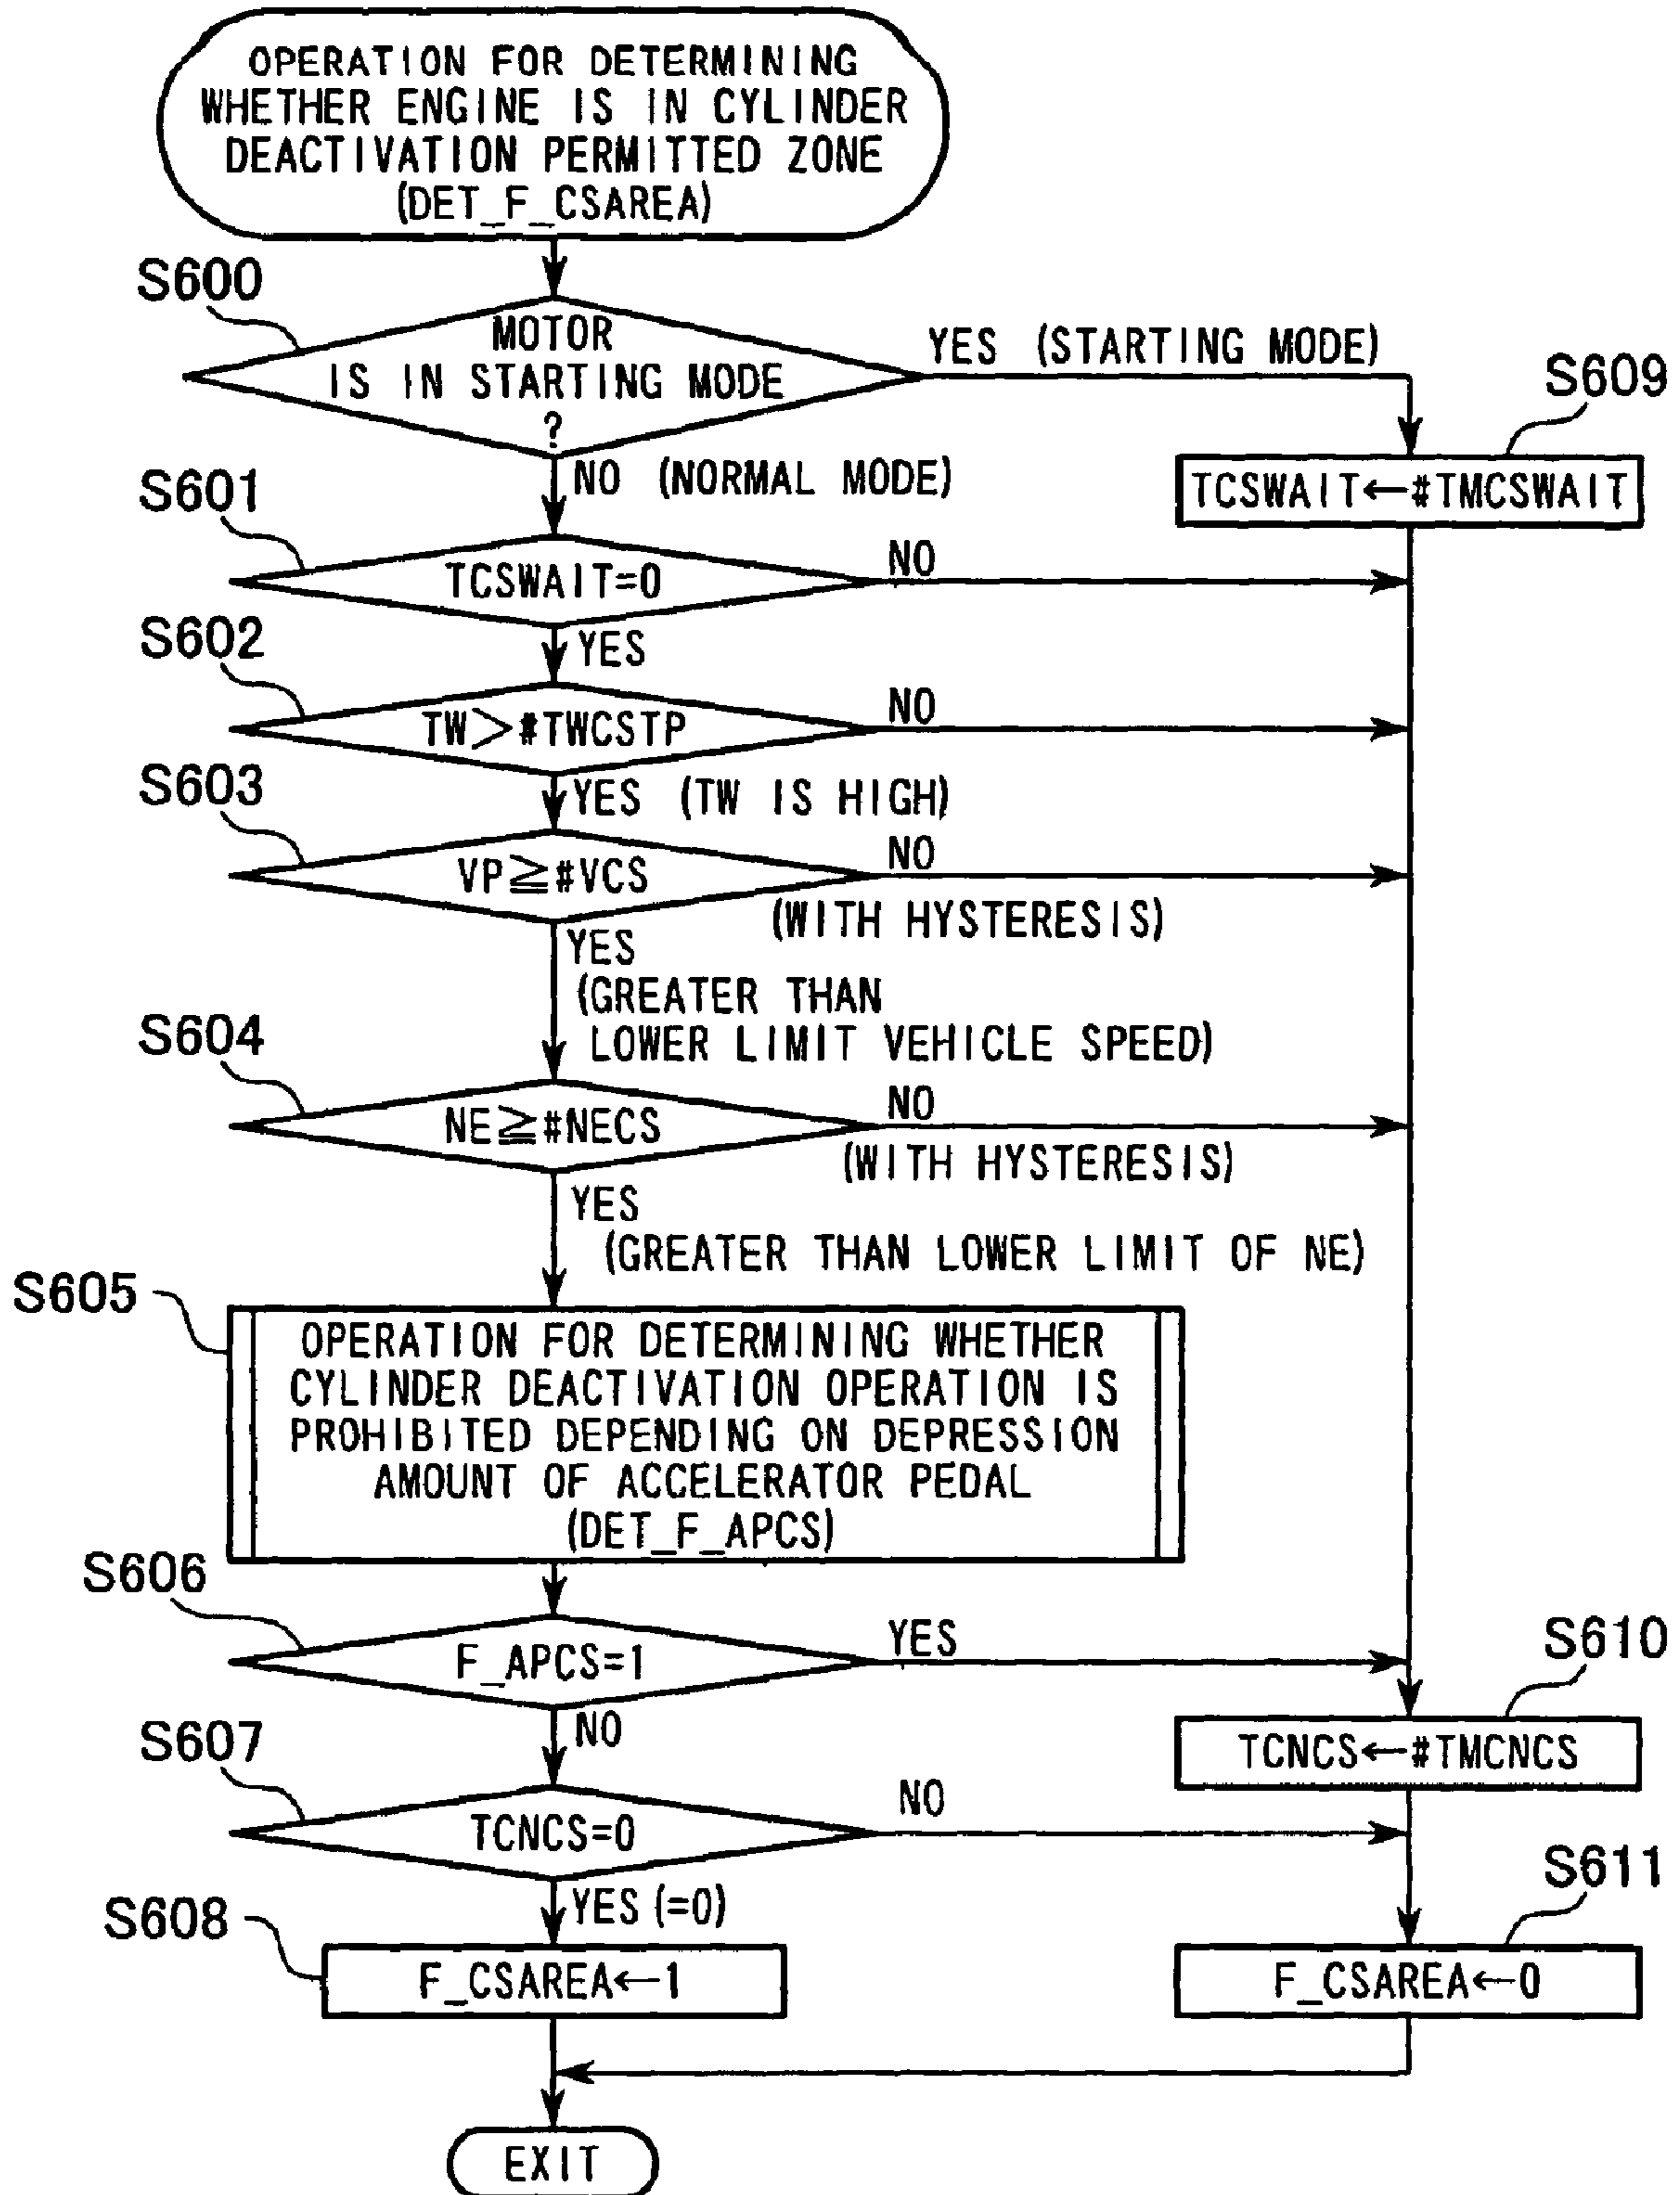 OPERATION FOR DETERMINING
WHETHER ENGINE IS IN CYLINDER
DEACTIVATION PERMITTED ZONE
(DET_F_CSAREA)
S600
MOTOR
IS IN STARTING MODE
?
YES (STARTING MODE)
S609
TCSWAIT←#TMCSWAIT
NO (NORMAL MODE)
S601
TCSWAIT=0
NO
YES
S602
TW>#TWCSTP
NO
YES (TW IS HIGH)
S603
VP≧#VCS
NO
(WITH HYSTERESIS)
YES
(GREATER THAN
LOWER LIMIT VEHICLE SPEED)
S604
NE≧#NECS
NO
(WITH HYSTERESIS)
YES
(GREATER THAN LOWER LIMIT OF NE)
S605
OPERATION FOR DETERMINING WHETHER
CYLINDER DEACTIVATION OPERATION IS
PROHIBITED DEPENDING ON DEPRESSION
AMOUNT OF ACCELERATOR PEDAL
(DET_F_APCS)
S606
F_APCS=1
YES
S610
TCNCS←#TMCNCS
NO
S607
TCNCS=0
NO
YES (=0)
S608
F_CSAREA←1
S611
F_CSAREA←0
EXIT